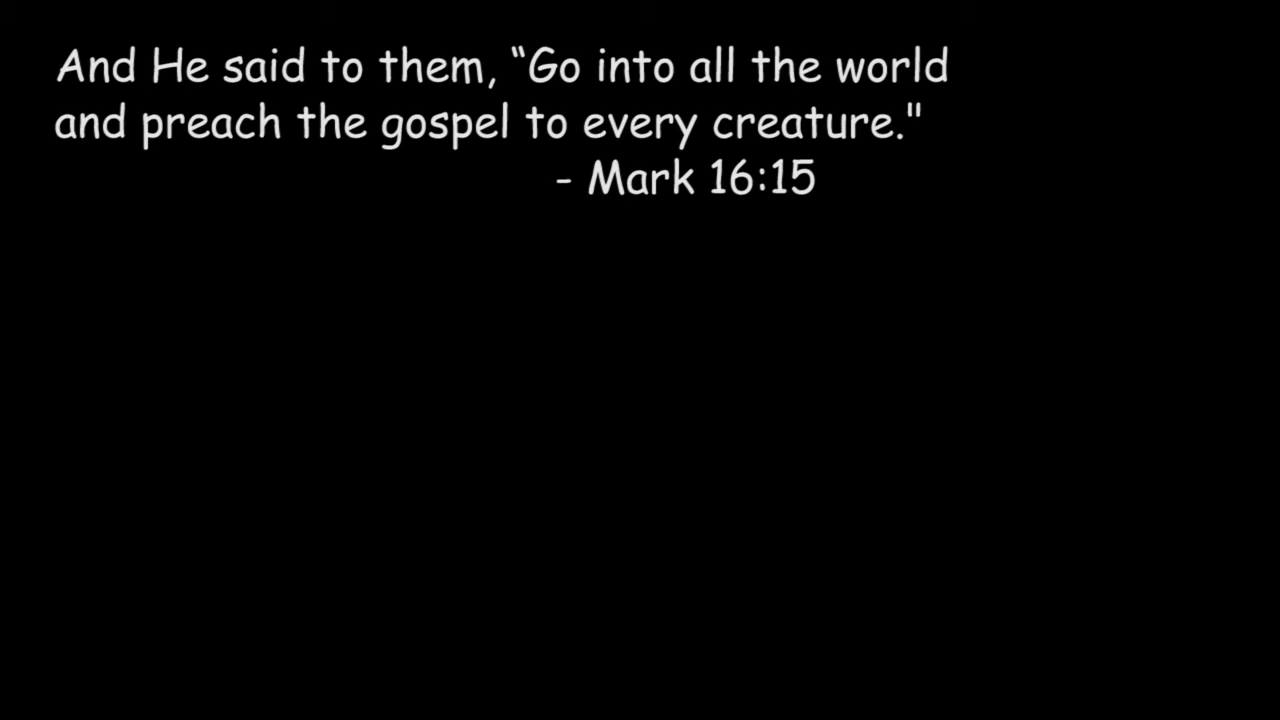 And He said to them, “Go into all the world
and preach the gospel to every creature."
- Mark 16:15